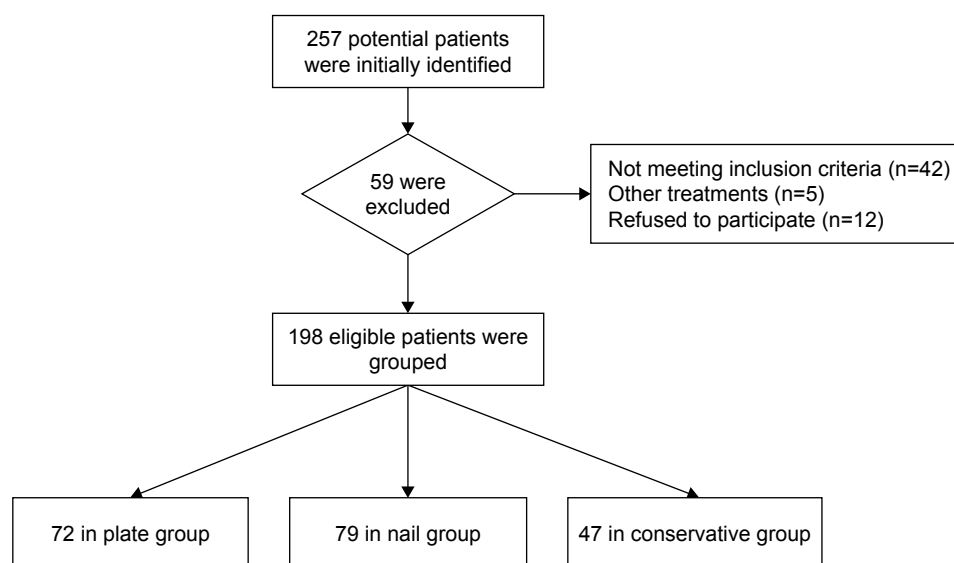 257 potential patients
were initially identified
59 were
excluded
Not meeting inclusion criteria (n=42)
Other treatments (n=5)
Refused to participate (n=12)
198 eligible patients were
grouped
72 in plate group
79 in nail group
47 in conservative group